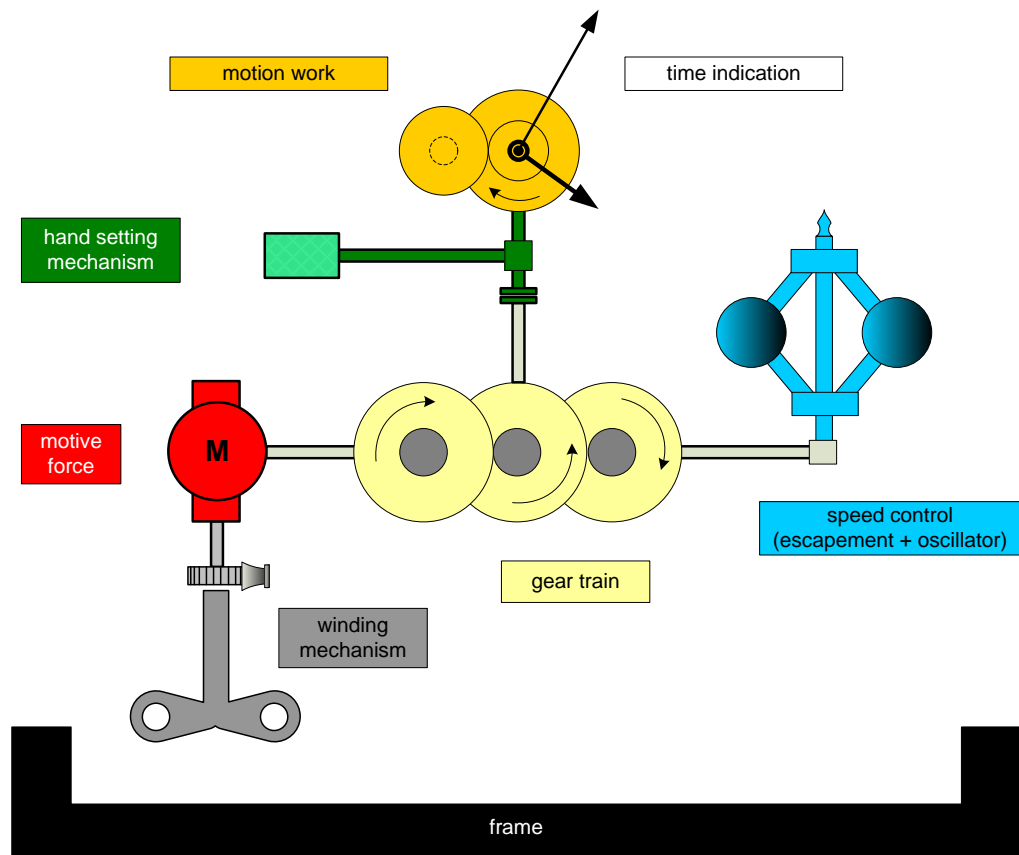 motion work
time indication
hand setting
mechanism
motive
force
M
speed control
(escapement + oscillator)
gear train
winding
mechanism
frame